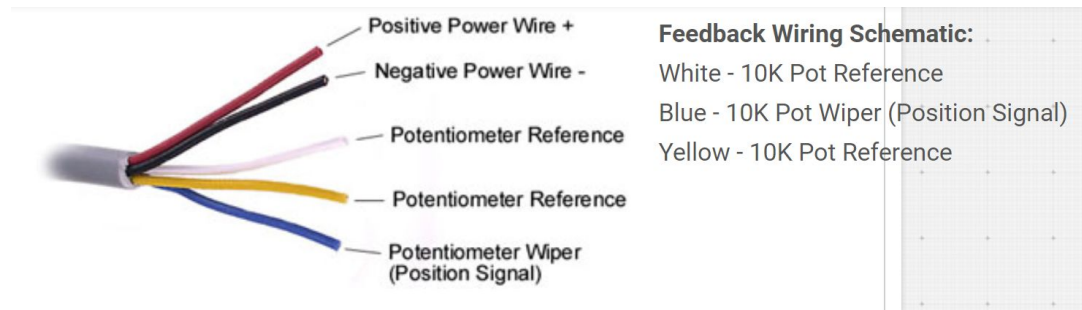 Positive Power Wire +
Negative Power Wire -
Potentiometer Reference
Potentiometer Reference
Potentiometer Wiper
(Position Signal)
Feedback Wiring Schematic:
White - 10K Pot Reference
Blue - 10K Pot Wiper (Position Signal)
Yellow - 10K Pot Reference